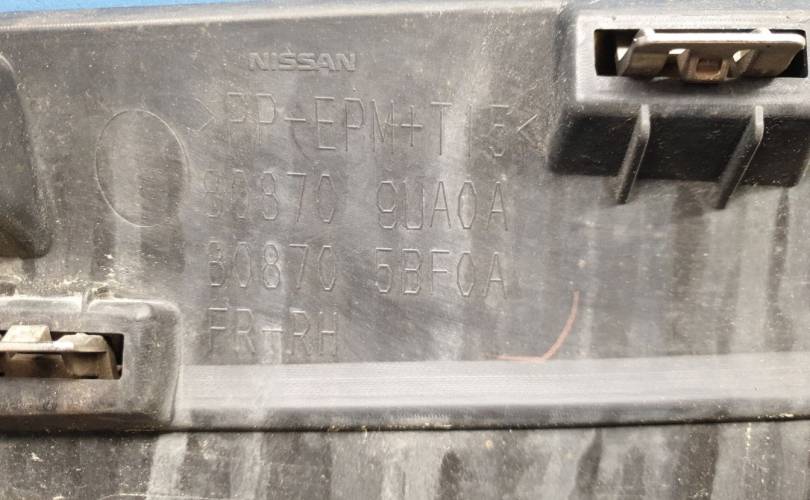 NISSAN
>PP-EPM+T15<
80870 9UA0A
80870 5BF0A
FR-RH